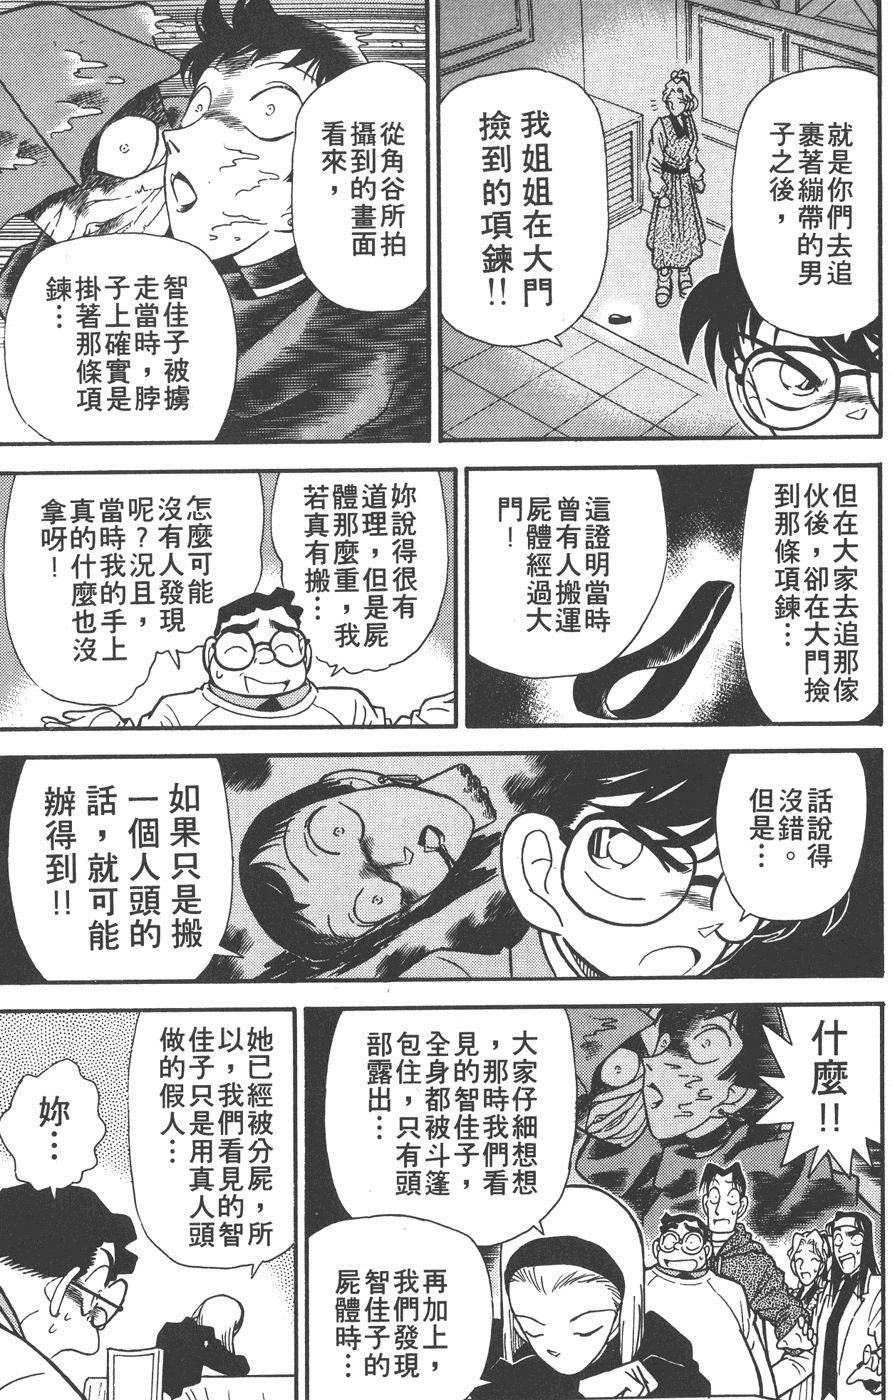 就是你們去追
裹著繃帶的男
子之後，
我姐姐在大門
撿到的項鍊!!
從角谷所拍
攝到的畫面
看來，
智佳子被擄
走當時，脖
子上確實是
掛著那條項
鍊…
但在大家去追那傢
伙後，卻在大門撿
到那條項鍊…
這證明當時
曾有人搬運
屍體經過大
門！
妳說得很有
道理，但是屍
體那麼重，我
若真有搬…
怎麼可能
沒有人發現
呢？況且，
當時我的手上
真的什麼也沒
拿呀！
話說得
沒錯。
但是…
如果只是搬
一個人頭的
話，就可能
辦得到!!
什麼!!
大家仔細想想
，那時我們看
見的智佳子，
全身都被斗篷
包住，只有頭
部露出…
再加上，
我們發現
智佳子的
屍體時…
她已經被分屍，所
以，我們看見的智
佳子只是用真人頭
做的假人…
妳…